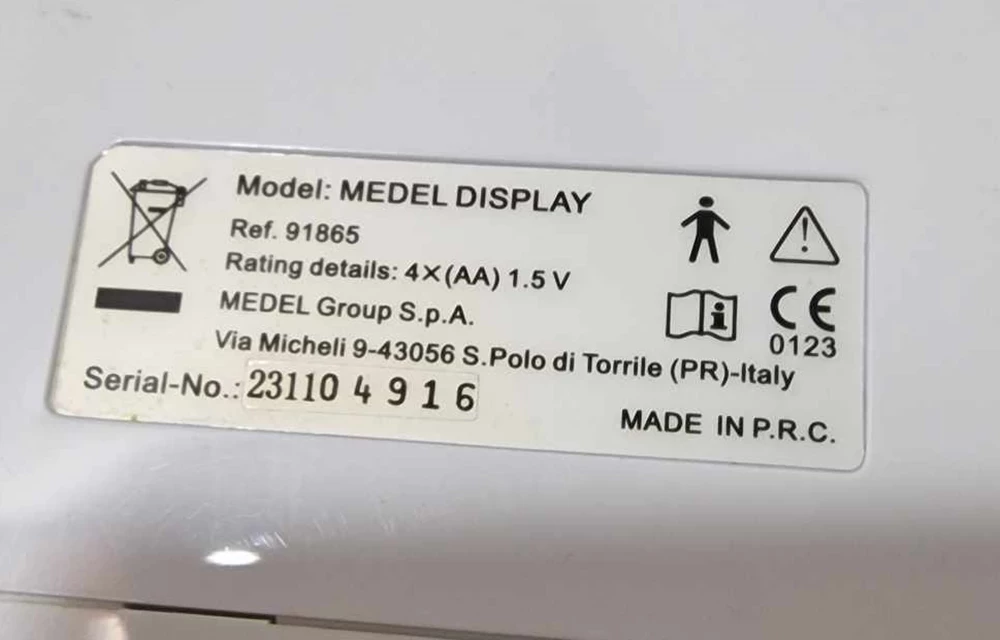 Model: MEDEL DISPLAY
Ref. 91865
Rating details: 4X(AA) 1.5 V
MEDEL Group S.p.A.
Via Micheli 9-43056 S.Polo di Torrile (PR)-Italy
Serial-No.: 23110 4 9 1 6
CE
0123
MADE IN P.R.C.